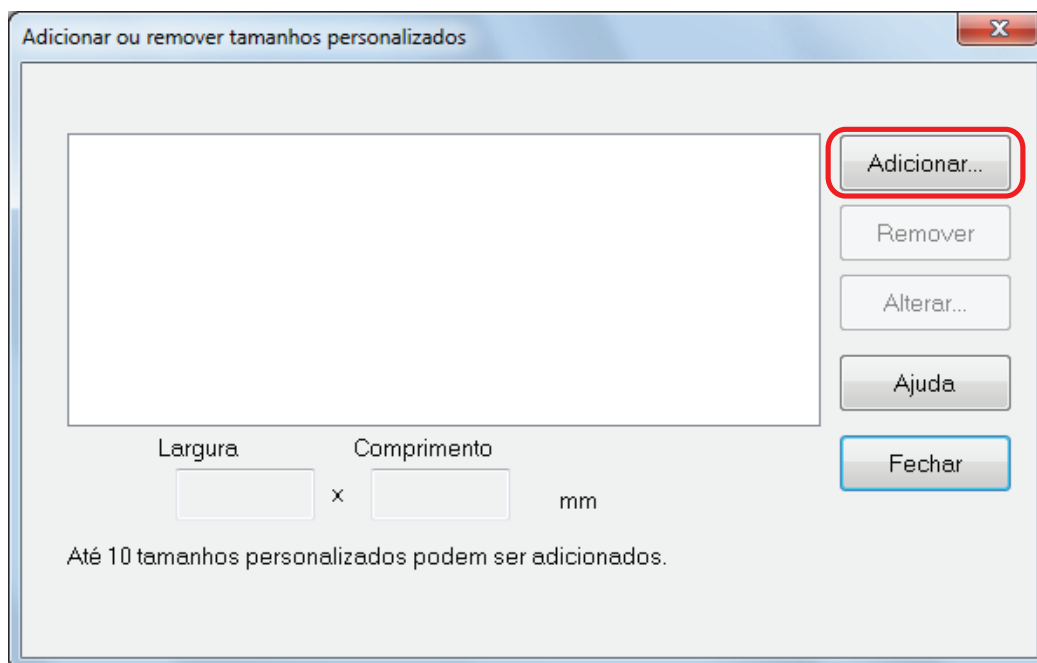 Adicionar ou remover tamanhos personalizados
x
Adicionar...
Remover
Alterar...
Ajuda
Fechar
Largura Comprimento
x mm
Até 10 tamanhos personalizados podem ser adicionados.